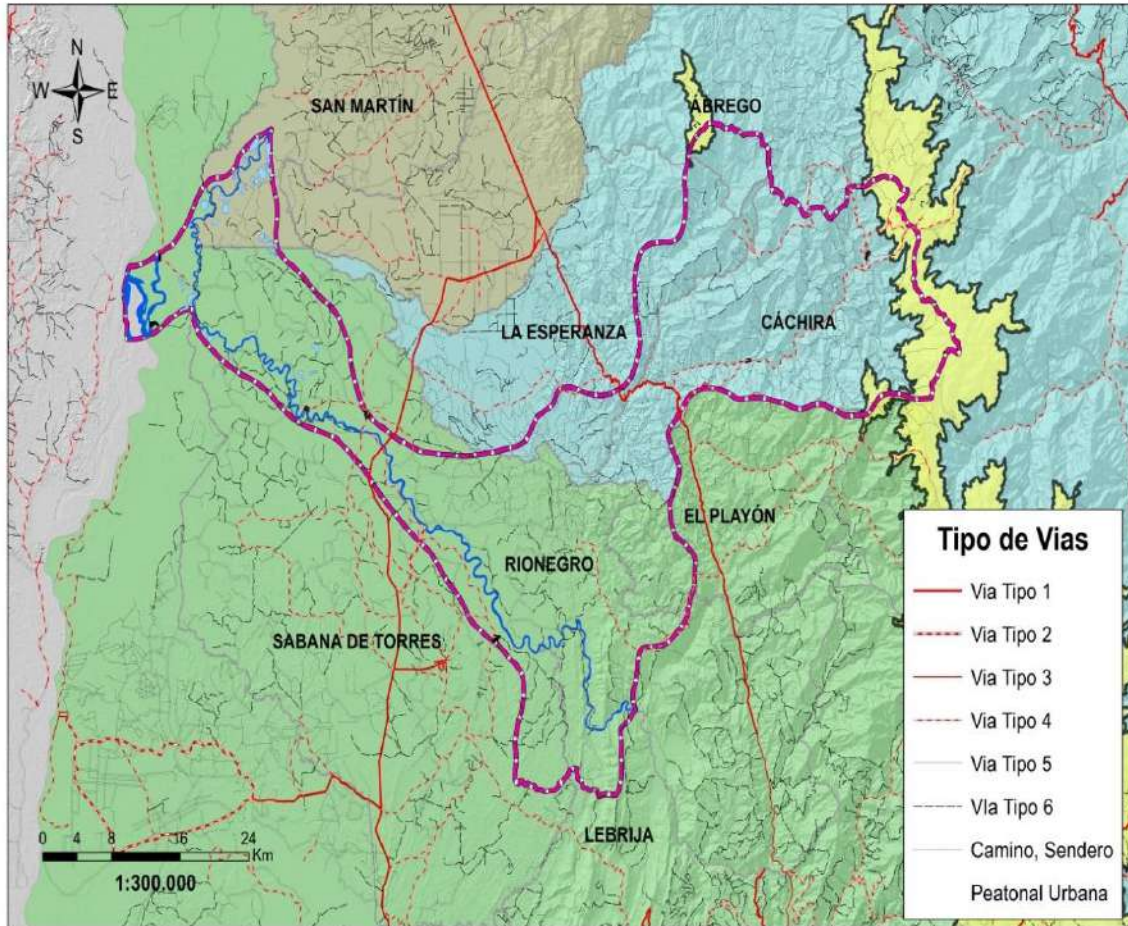 N
W E
S
SAN MARTÍN
ÁBREGO
LA ESPERANZA
CÁCHIRA
EL PLAYÓN
RIONEGRO
SABANA DE TORRES
LEBRIJA
0 4 8 16 24
Km
1:300.000
Tipo de Vias
Via Tipo 1
Via Tipo 2
Via Tipo 3
Via Tipo 4
Via Tipo 5
VIa Tipo 6
Camino, Sendero
Peatonal Urbana